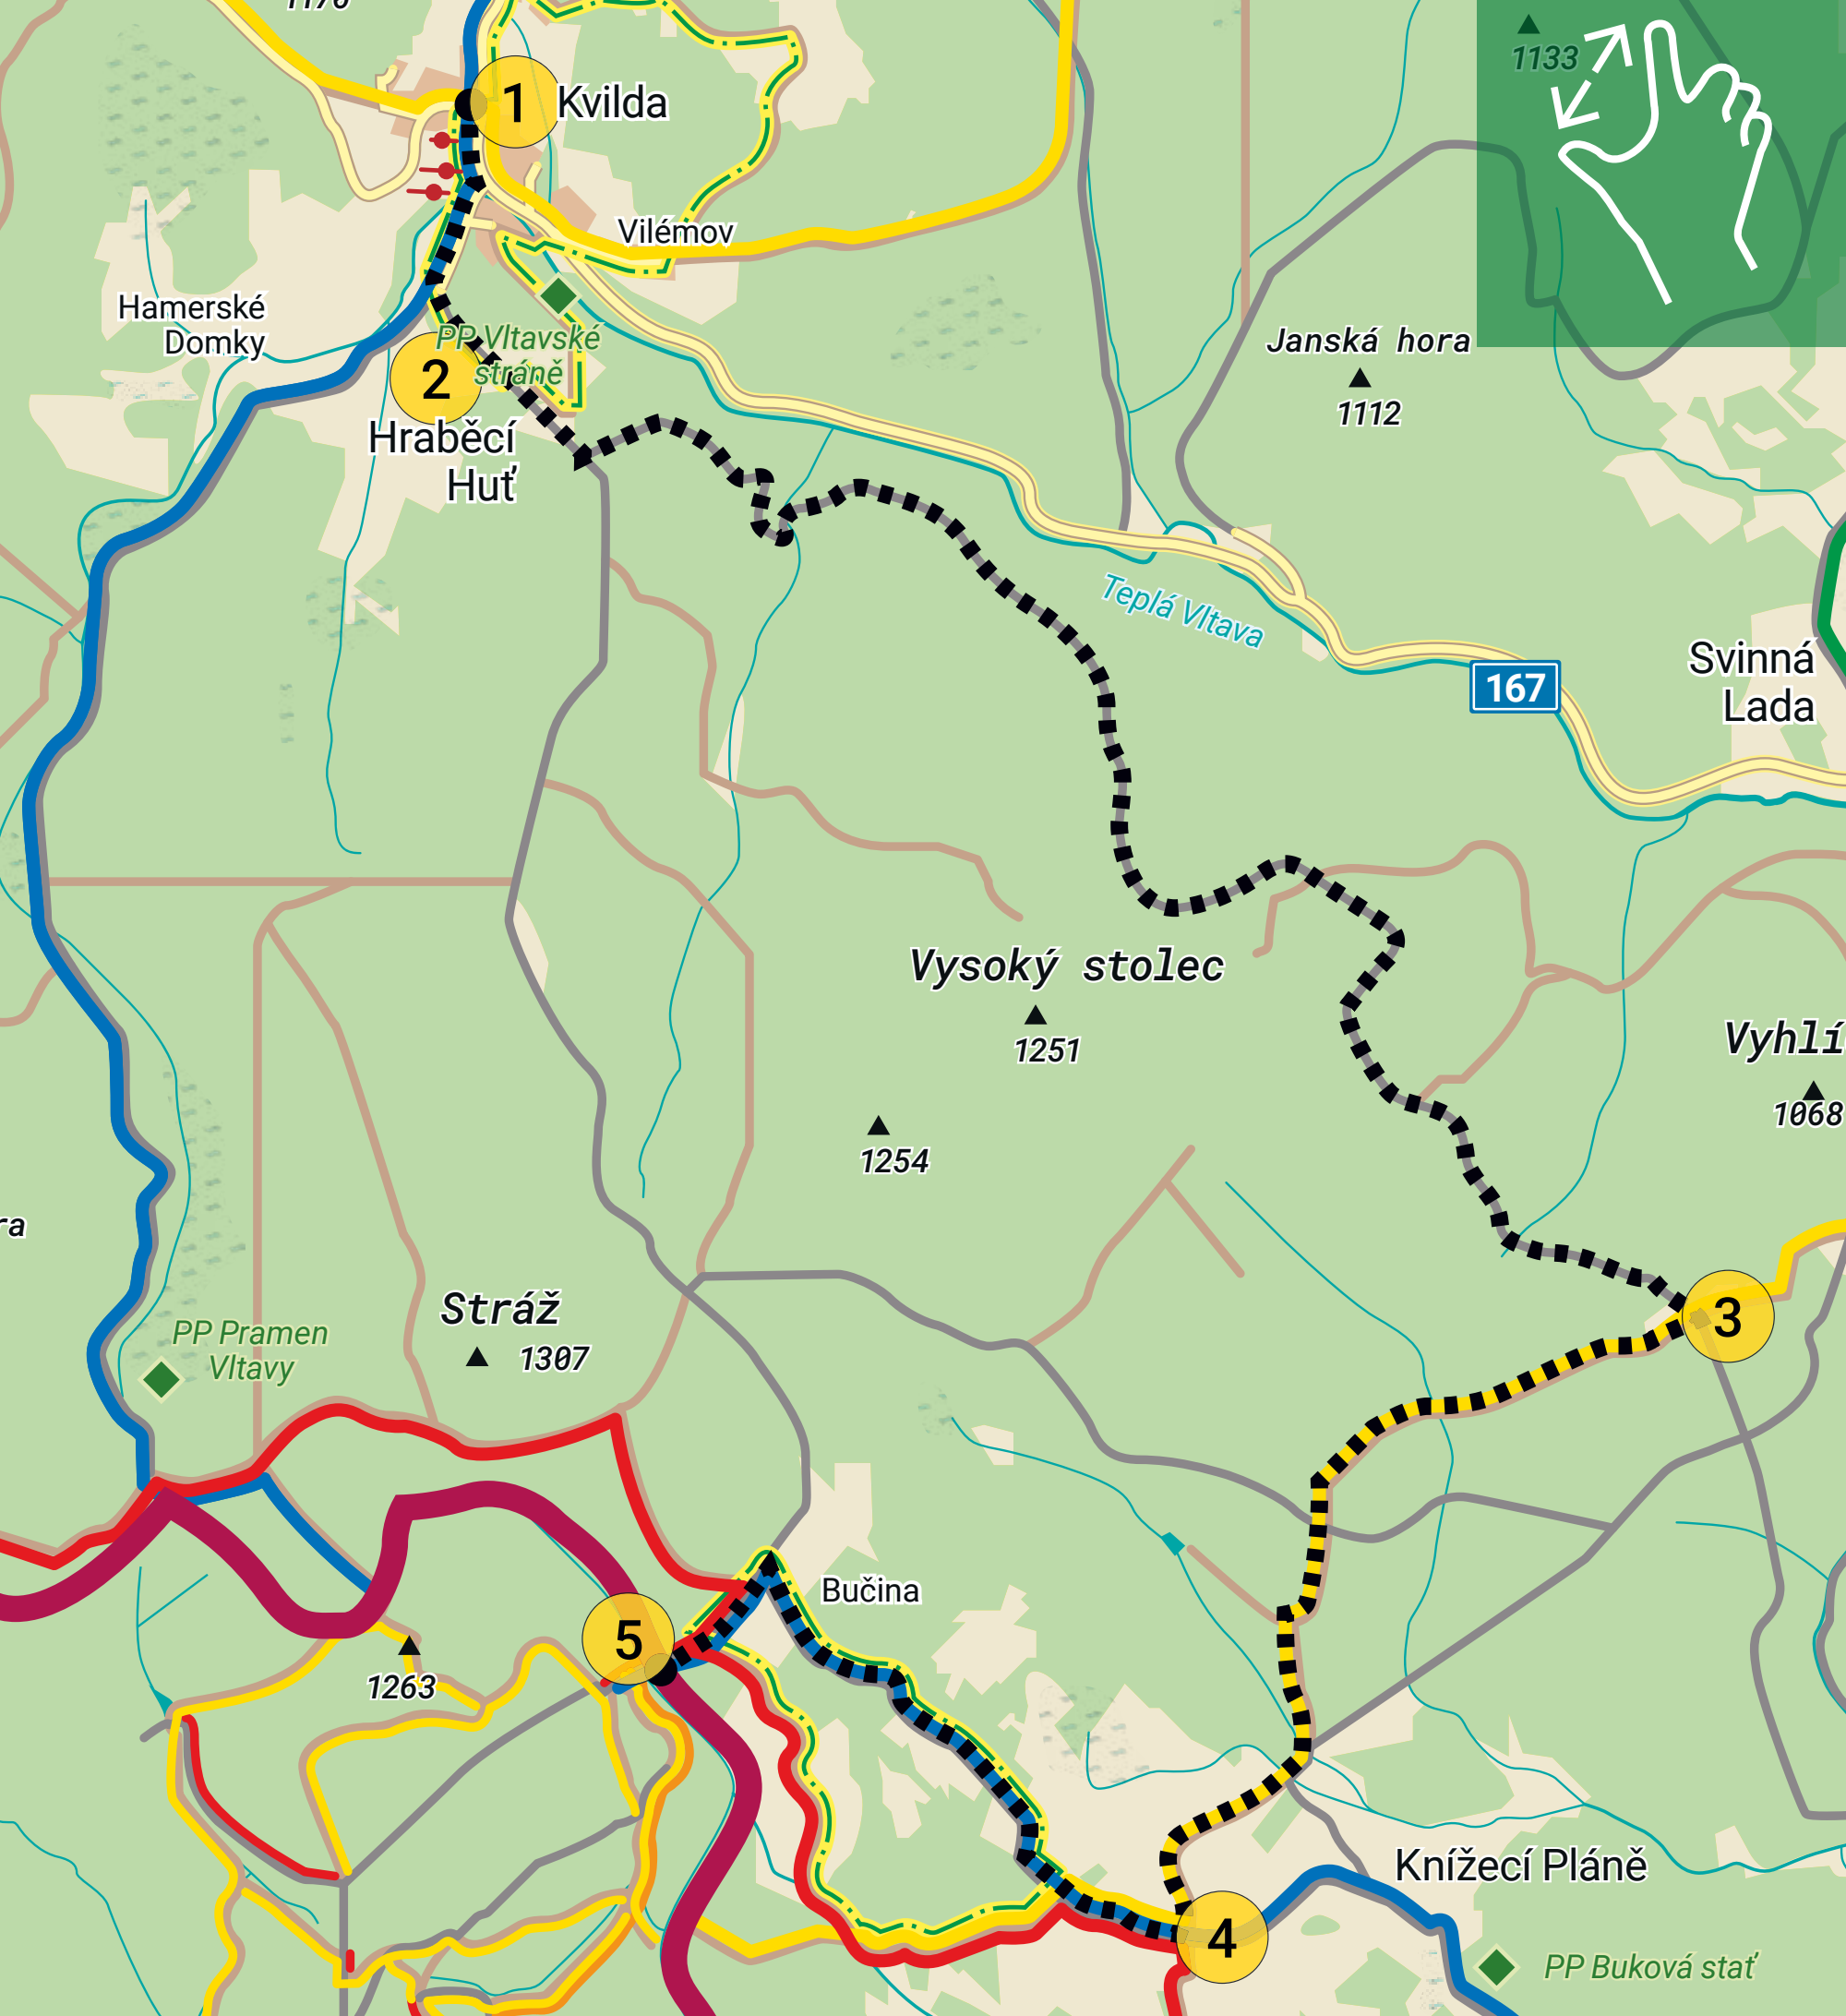 1133
1
Kvilda
Vilémov
Hamerské
Domky
PP Vltavské
stráně
2
Hraběcí
Huť
Janská hora
1112
Teplá Vltava
167
Svinná
Lada
Vysoký stolec
1251
Vyhlí
1068
1254
ra
Stráž
1307
PP Pramen
Vltavy
3
Bučina
5
1263
Knížecí Pláně
4
PP Buková stať